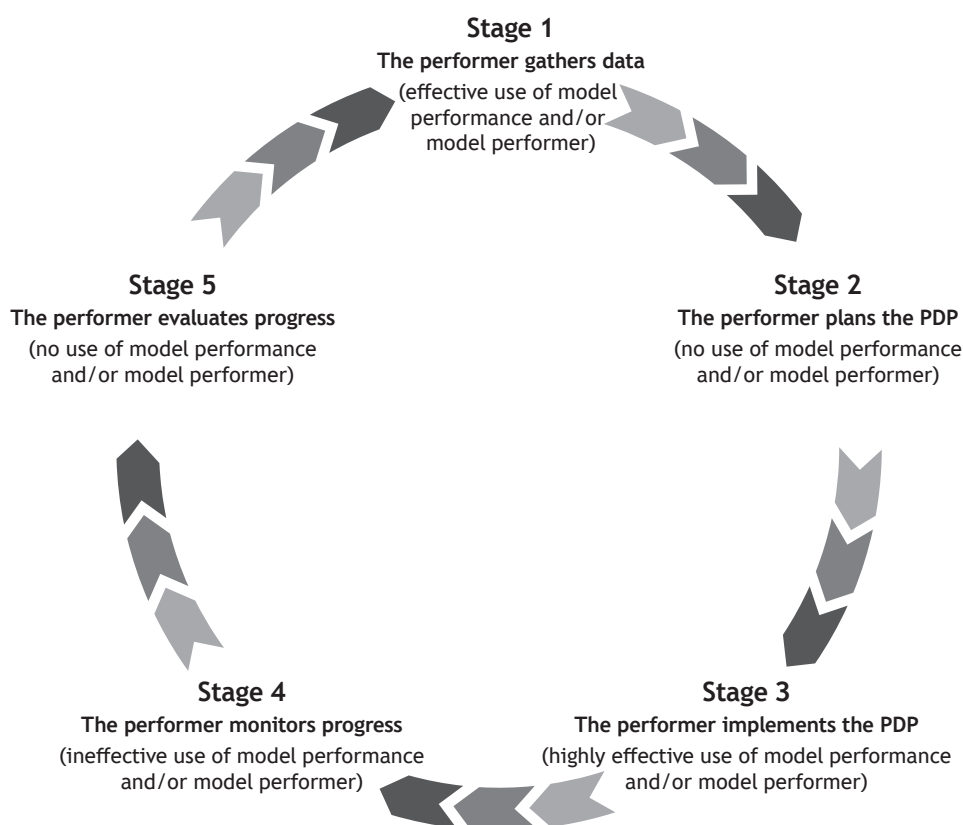 Stage 1
The performer gathers data
(effective use of model
performance and/or
model performer)
Stage 2
The performer plans the PDP
(no use of model performance
and/or model performer)
Stage 3
The performer implements the PDP
(highly effective use of model performance
and/or model performer)
Stage 4
The performer monitors progress
(ineffective use of model performance
and/or model performer)
Stage 5
The performer evaluates progress
(no use of model performance
and/or model performer)